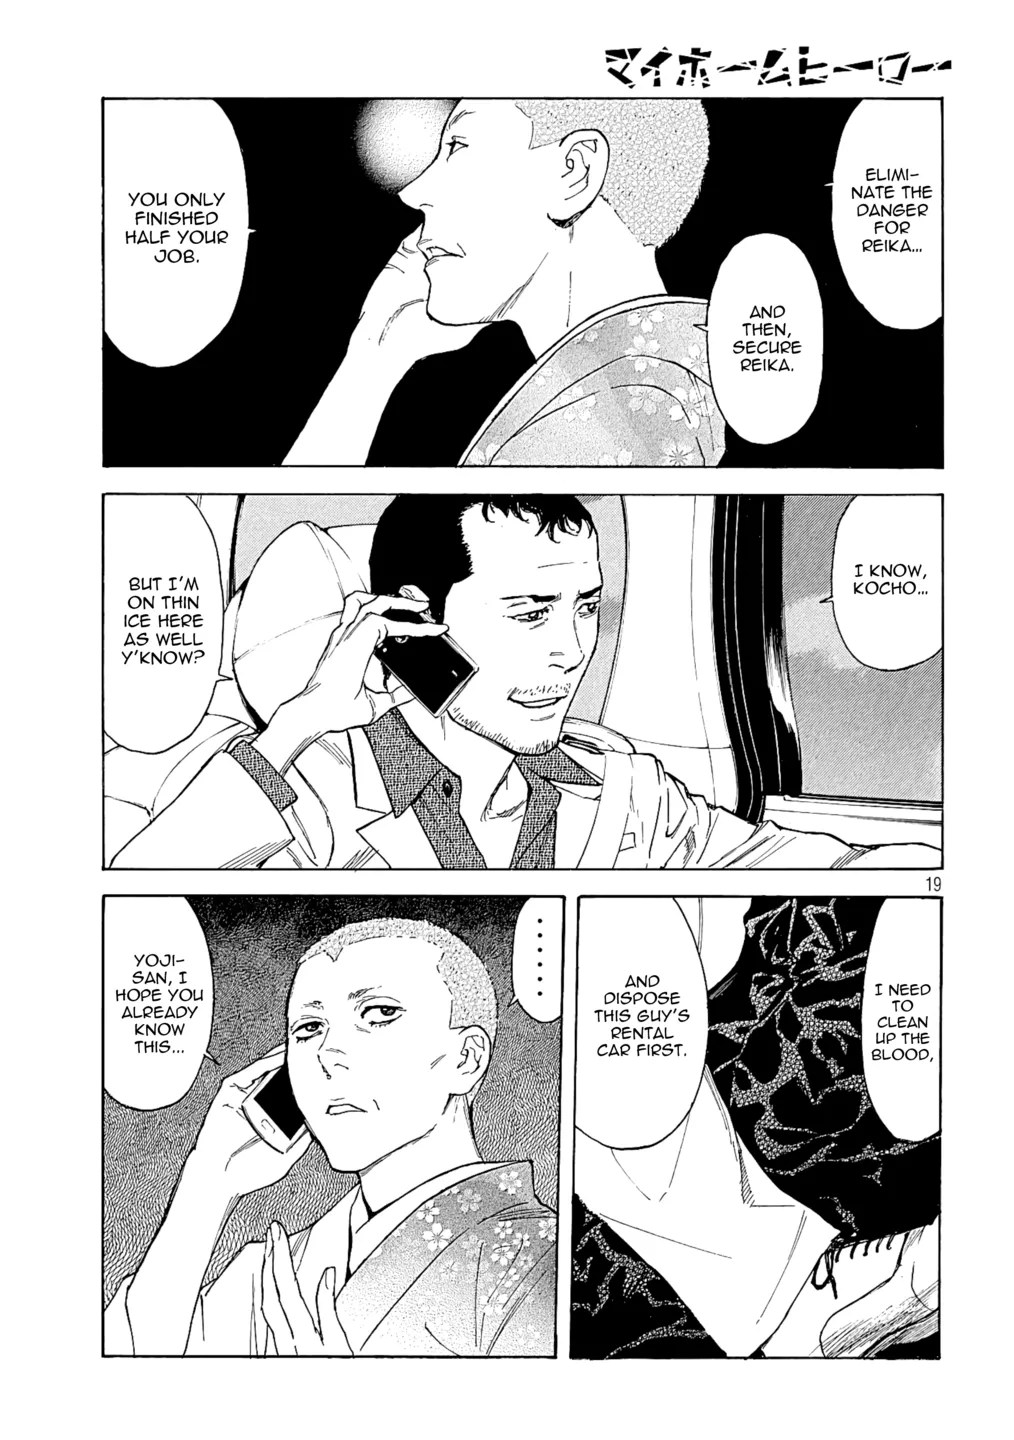 マイホームヒーロー
ELIMI-
NATE THE
DANGER
FOR
REIKA...
AND
THEN,
SECURE
REIKA.
YOU ONLY
FINISHED
HALF YOUR
JOB.
I KNOW,
KOCHO...
BUT I'M
ON THIN
ICE HERE
AS WELL
Y'KNOW?
19
I NEED
TO
CLEAN
UP THE
BLOOD,
AND
DISPOSE
THIS GUY'S
RENTAL
CAR FIRST.
......
YOJI-
SAN, I
HOPE YOU
ALREADY
KNOW
THIS...